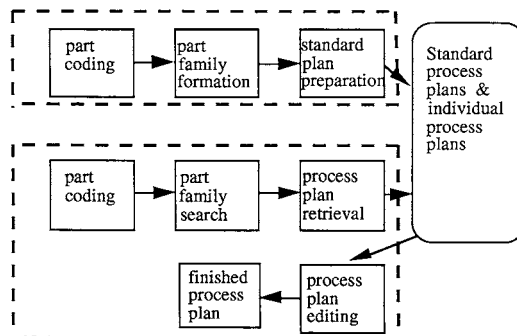 part
coding
part
family
formation
standard
plan
preparation
Standard
process
plans &
individual
process
plans
part
coding
part
family
search
process
plan
retrieval
finished
process
plan
process
plan
editing